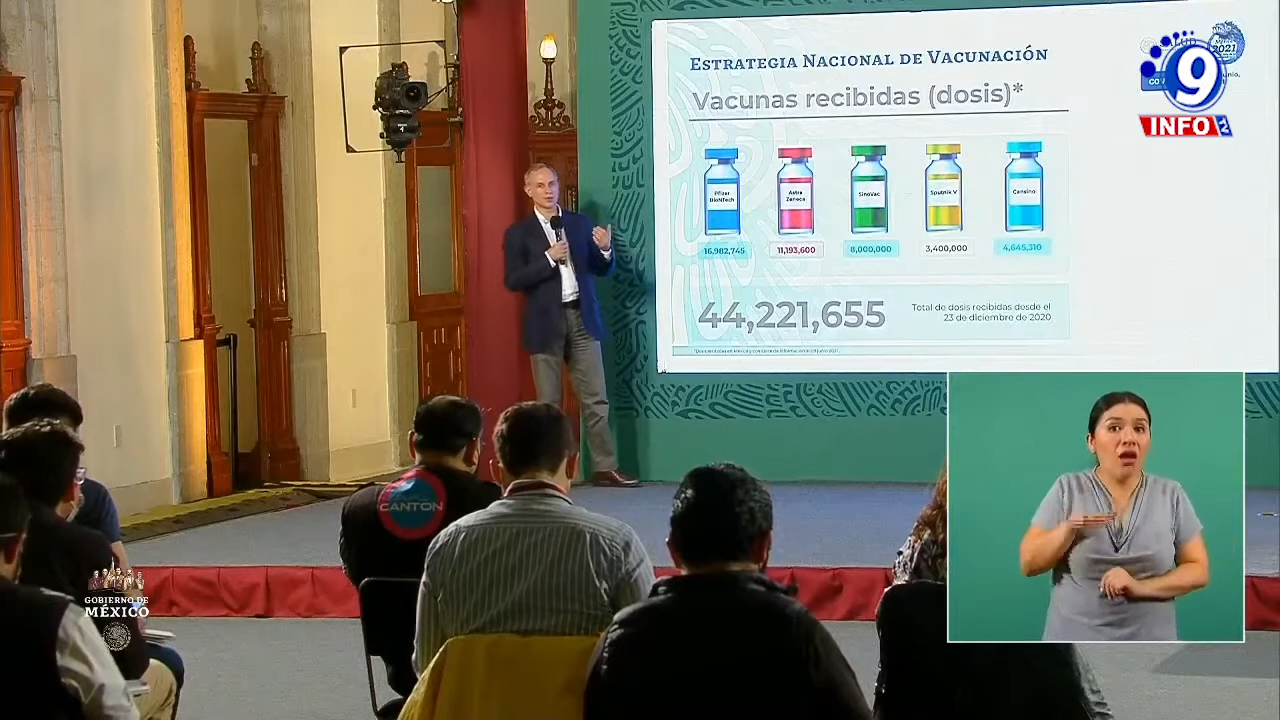 ESTRATEGIA NACIONAL DE VACUNACIÓN
Vacunas recibidas (dosis)*
Pfizer BioNTech
Astra Zeneca
SinoVac
Sputnik V
Cansino
16,982,745
11,193,600
8,000,000
3,400,000
4,645,310
44,221,655
Total de dosis recibidas desde el
23 de diciembre de 2020
2021
9
INFO
CANTON
GOBIERNO DE
MÉXICO